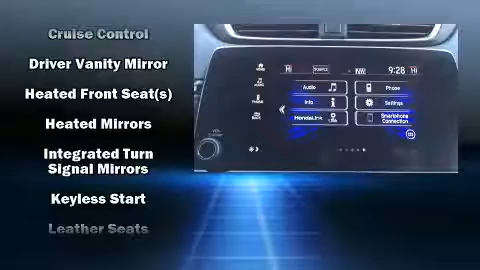 Cruise Control
Driver Vanity Mirror
Heated Front Seat(s)
Heated Mirrors
Integrated Turn
Signal Mirrors
Keyless Start
Leather Seats
NW
9:28
Audio
Phone
Info
Settings
HondaLink
Smartphone
Connection